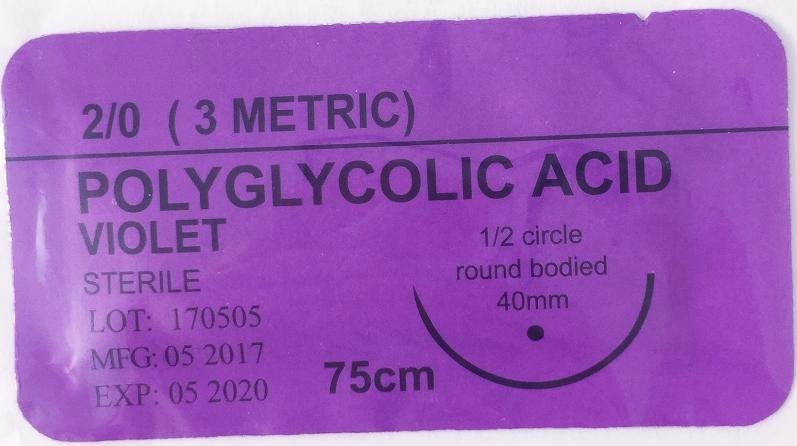 2/0 ( 3 METRIC)
POLYGLYCOLIC ACID
VIOLET
STERILE
LOT: 170505
MFG: 05 2017
EXP: 05 2020
75cm
1/2 circle
round bodied
40mm